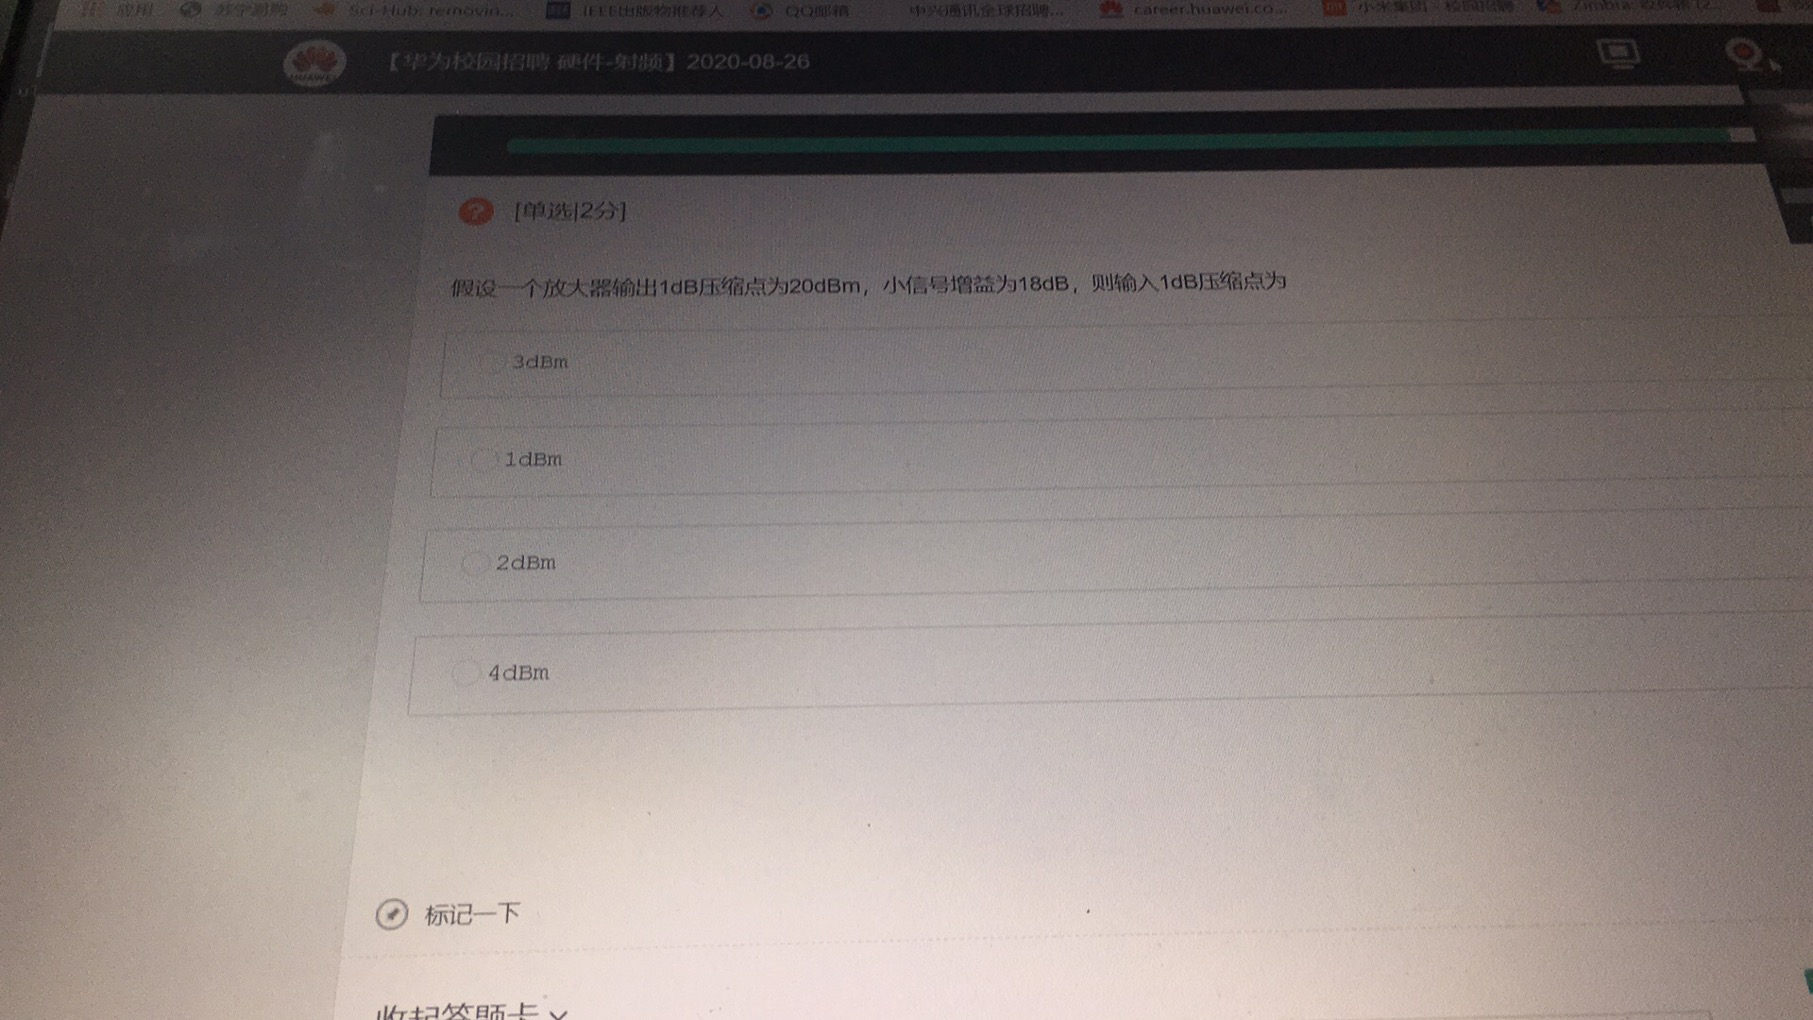 应用
苏宁易购
Sci-Hub: removin...
IEEE出版物推荐人
QQ邮箱
中兴通讯全球招聘...
career.huawei.co...
小米集团 - 校园招聘
HUAWEI
【华为校园招聘 硬件-射频】2020-08-26
[单选|2分]
假设一个放大器输出1dB压缩点为20dBm，小信号增益为18dB，则输入1dB压缩点为
3dBm
1dBm
2dBm
4dBm
标记一下
收起答题卡